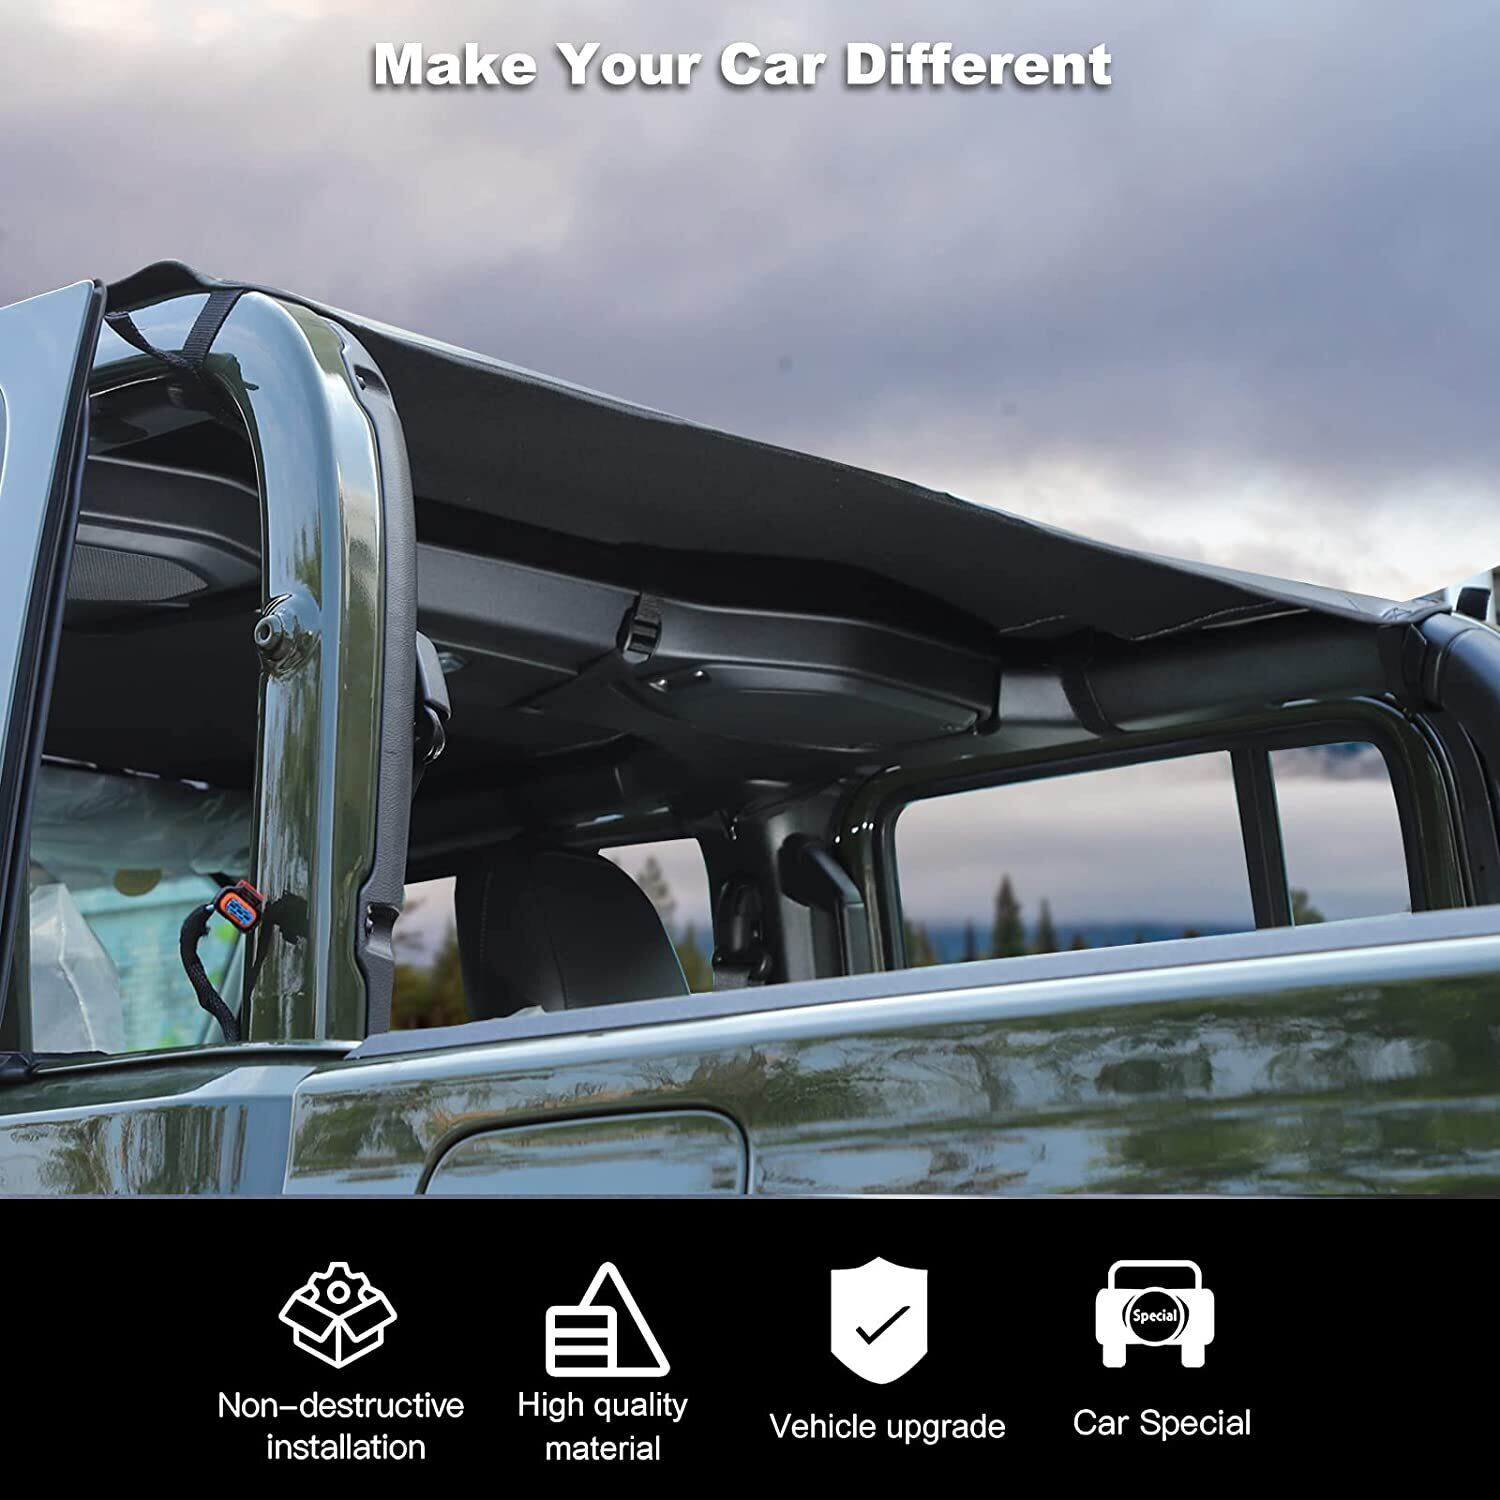 Make Your Car Different
Special
Non-destructive
installation
High quality
material
Vehicle upgrade
Car Special